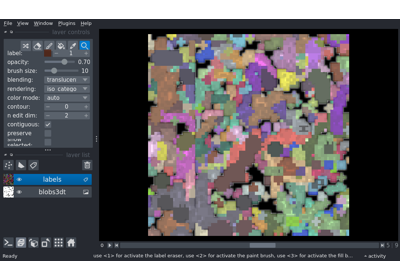 File View Window Plugins Help
layer controls
label: 1
opacity: 0.70
brush size: 10
blending: translucen
rendering: iso_catego
color mode: auto
contour: 0
n edit dim: 2
contiguous:
preserve
show
selected:
layer list
labels
blobs3dt
Ready
use <1> for activate the label eraser, use <2> for activate the paint brush, use <3> for activate the fill b...
activity